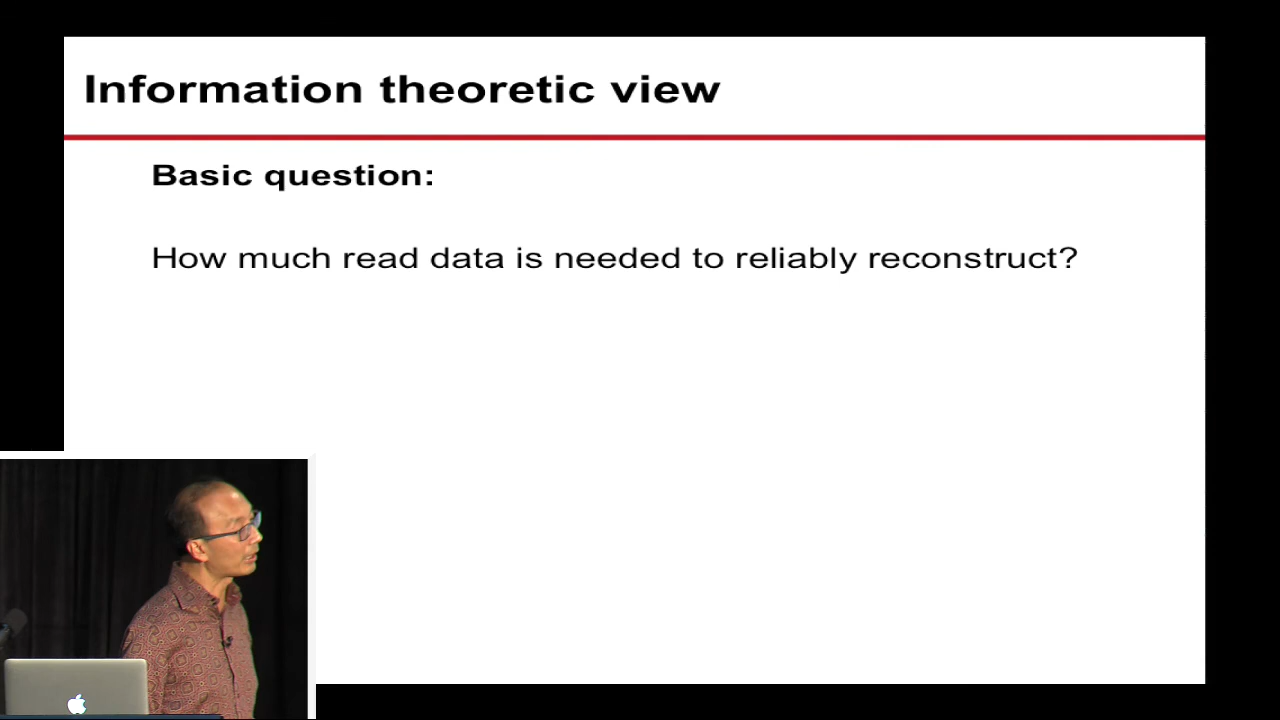 Information theoretic view
Basic question:
How much read data is needed to reliably reconstruct?